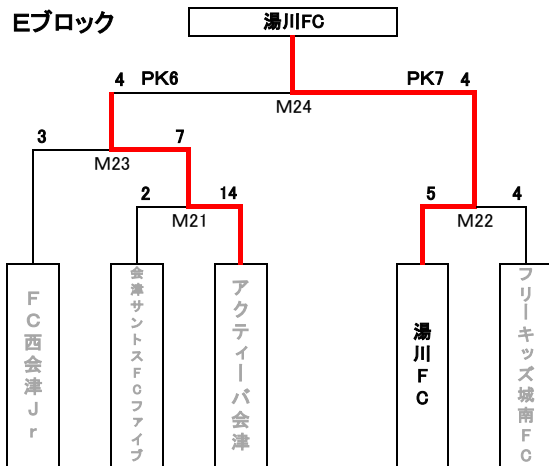 Eブロック
湯川FC
4 PK6
PK7 4
M24
3
7
M23
2
14
5
4
M21
M22
FC西会津Jr
会津サントスFCファイブ
アクティーバ会津
湯川FC
フリーキッズ城南FC